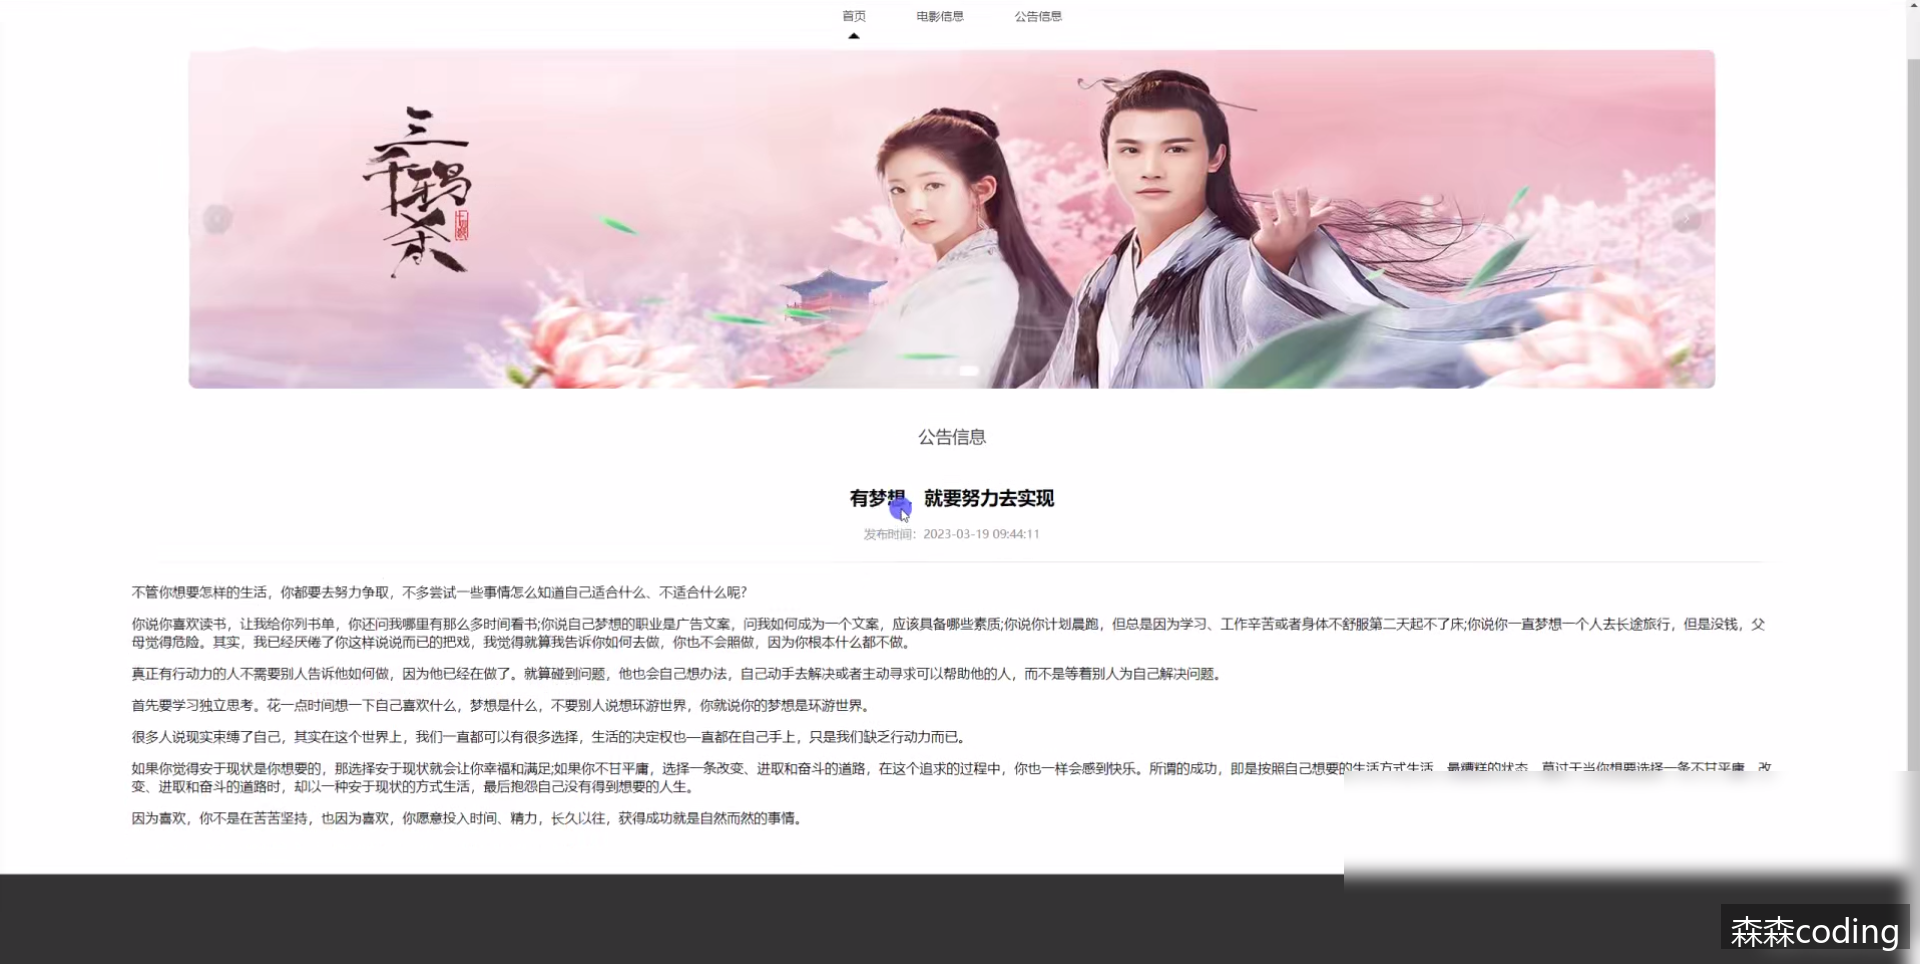 首页
电影信息
公告信息
三千鸦杀
公告信息
有梦想，就要努力去实现
发布时间：2023-03-19 09:44:11
不管你想要怎样的生活，你都要去努力争取，不多尝试一些事情怎么知道自己适合什么、不适合什么呢？
你说你喜欢读书，让我给你列书单，你还问我哪里有那么多时间看书;你说自己梦想的职业是广告文案，问我如何成为一个文案，应该具备哪些素质;你说你计划晨跑，但总是因为学习、工作辛苦或者身体不舒服第二天起不了床;你说你一直梦想一个人去长途旅行，但是没钱，父
母觉得危险。其实，我已经厌倦了你这样说说而已的把戏，我觉得就算我告诉你如何去做，你也不会照做，因为你根本什么都不做。
真正有行动力的人不需要别人告诉他如何做，因为他已经在做了。就算碰到问题，他也会自己想办法，自己动手去解决或者主动寻求可以帮助他的人，而不是等着别人为自己解决问题。
首先要学习独立思考。花一点时间想一下自己喜欢什么，梦想是什么，不要别人说想环游世界，你就说你的梦想是环游世界。
很多人说现实束缚了自己，其实在这个世界上，我们一直都可以有很多选择，生活的决定权也一直都在自己手上，只是我们缺乏行动力而已。
如果你觉得安于现状是你想要的，那选择安于现状就会让你幸福和满足;如果你不甘平庸，选择一条改变、进取和奋斗的道路，在这个追求的过程中，你也一样会感到快乐。所谓的成功，即是按照自己想要的生活方式生活。最糟糕的状态，莫过于当你想要选择一条不甘平庸、改
变、进取和奋斗的道路时，却以一种安于现状的方式生活，最后抱怨自己没有得到想要的人生。
因为喜欢，你不是在苦苦坚持，也因为喜欢，你愿意投入时间、精力，长久以往，获得成功就是自然而然的事情。
森森coding